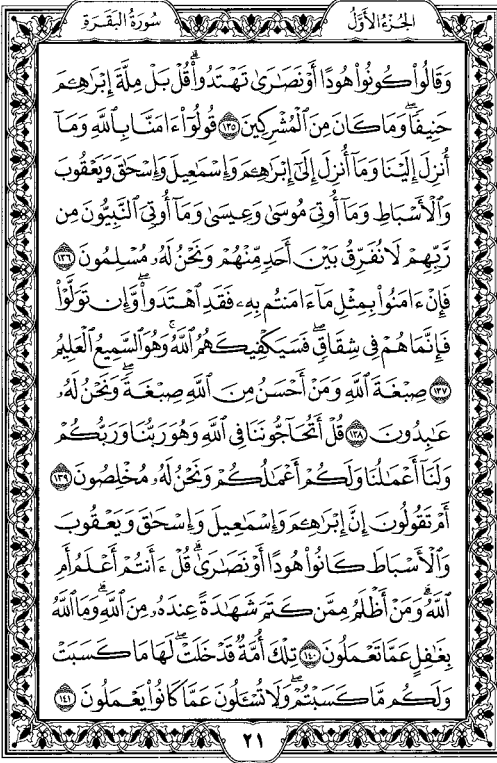 سُورَةُ البَقَرَةِ
الجُزءُ الأَوَّلُ
وَقَالُواْ كُونُواْ هُودًا أَوۡ نَصَٰرَىٰ تَهۡتَدُواْۗ قُلۡ بَلۡ مِلَّةَ إِبۡرَٰهِـۧمَ
حَنِيفٗاۖ وَمَا كَانَ مِنَ ٱلۡمُشۡرِكِينَ ١٣٥ قُولُوٓاْ ءَامَنَّا بِٱللَّهِ وَمَآ
أُنزِلَ إِلَيۡنَا وَمَآ أُنزِلَ إِلَىٰٓ إِبۡرَٰهِـۧمَ وَإِسۡمَٰعِيلَ وَإِسۡحَٰقَ وَيَعۡقُوبَ
وَٱلۡأَسۡبَاطِ وَمَآ أُوتِيَ مُوسَىٰ وَعِيسَىٰ وَمَآ أُوتِيَ ٱلنَّبِيُّونَ مِن
رَّبِّهِمۡ لَا نُفَرِّقُ بَيۡنَ أَحَدٖ مِّنۡهُمۡ وَنَحۡنُ لَهُۥ مُسۡلِمُونَ ١٣٦
فَإِنۡ ءَامَنُواْ بِمِثۡلِ مَآ ءَامَنتُم بِهِۦ فَقَدِ ٱهۡتَدَواْۖ وَّإِن تَوَلَّوۡاْ
فَإِنَّمَا هُمۡ فِي شِقَاقٖۖ فَسَيَكۡفِيكَهُمُ ٱللَّهُۚ وَهُوَ ٱلسَّمِيعُ ٱلۡعَلِيمُ
١٣٧ صِبۡغَةَ ٱللَّهِ وَمَنۡ أَحۡسَنُ مِنَ ٱللَّهِ صِبۡغَةٗۖ وَنَحۡنُ لَهُۥ
عَٰبِدُونَ ١٣٨ قُلۡ أَتُحَآجُّونَنَا فِي ٱللَّهِ وَهُوَ رَبُّنَا وَرَبُّكُمۡ
وَلَنَآ أَعۡمَٰلُنَا وَلَكُمۡ أَعۡمَٰلُكُمۡ وَنَحۡنُ لَهُۥ مُخۡلِصُونَ ١٣٩
أَمۡ تَقُولُونَ إِنَّ إِبۡرَٰهِـۧمَ وَإِسۡمَٰعِيلَ وَإِسۡحَٰقَ وَيَعۡقُوبَ
وَٱلۡأَسۡبَاطَ كَانُواْ هُودًا أَوۡ نَصَٰرَىٰۗ قُلۡ ءَأَنتُمۡ أَعۡلَمُ أَمِ
ٱللَّهُۗ وَمَنۡ أَظۡلَمُ مِمَّن كَتَمَ شَهَٰدَةً عِندَهُۥ مِنَ ٱللَّهِۗ وَمَا ٱللَّهُ
بِغَٰفِلٍ عَمَّا تَعۡمَلُونَ ١٤٠ تِلۡكَ أُمَّةٞ قَدۡ خَلَتۡۖ لَهَا مَا كَسَبَتۡ
وَلَكُم مَّا كَسَبۡتُمۡۖ وَلَا تُسۡـَٔلُونَ عَمَّا كَانُواْ يَعۡمَلُونَ ١٤١
٢١